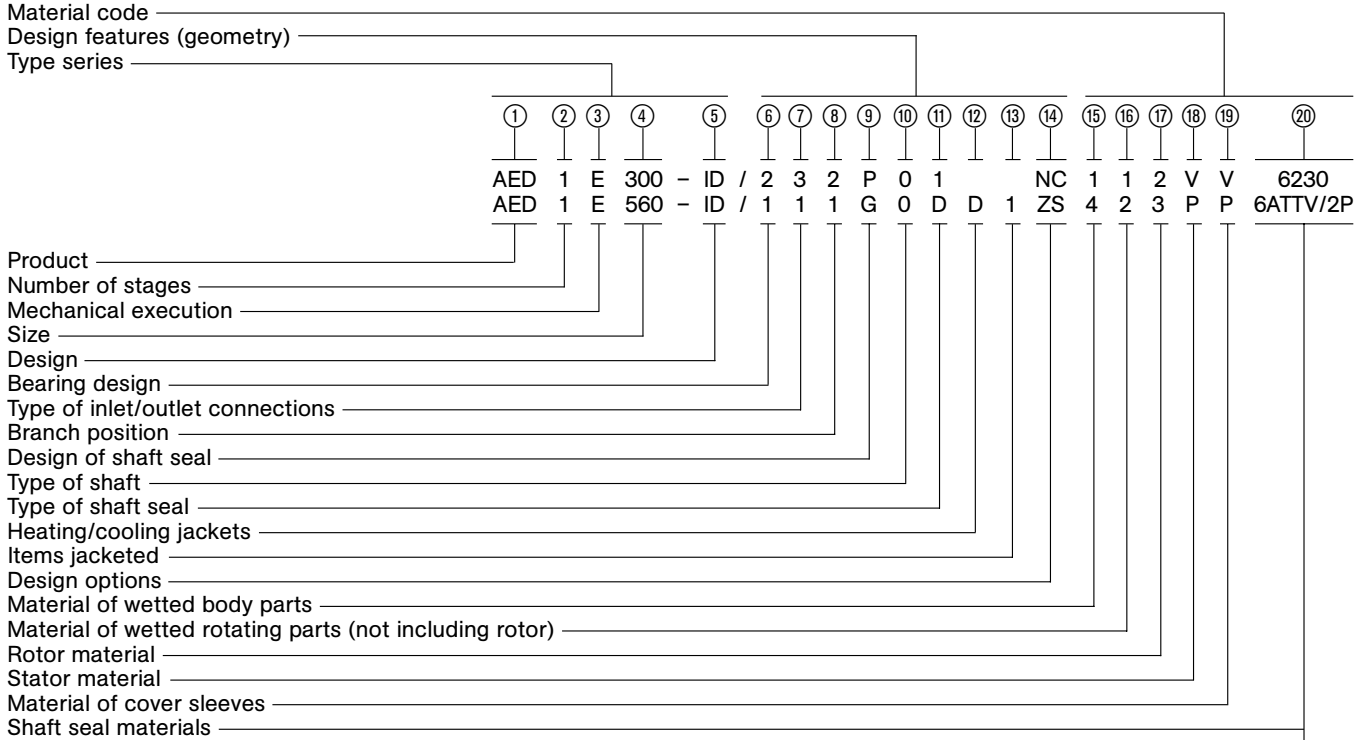 Material code
Design features (geometry)
Type series
① ② ③ ④ ⑤ ⑥ ⑦ ⑧ ⑨ ⑩ ⑪ ⑫ ⑬ ⑭ ⑮ ⑯ ⑰ ⑱ ⑲ ⑳
AED 1 E 300 – ID / 2 3 2 P 0 1 NC 1 1 2 V V 6230
AED 1 E 560 – ID / 1 1 1 G 0 D D 1 ZS 4 2 3 P P 6ATTV/2P
Product
Number of stages
Mechanical execution
Size
Design
Bearing design
Type of inlet/outlet connections
Branch position
Design of shaft seal
Type of shaft
Type of shaft seal
Heating/cooling jackets
Items jacketed
Design options
Material of wetted body parts
Material of wetted rotating parts (not including rotor)
Rotor material
Stator material
Material of cover sleeves
Shaft seal materials